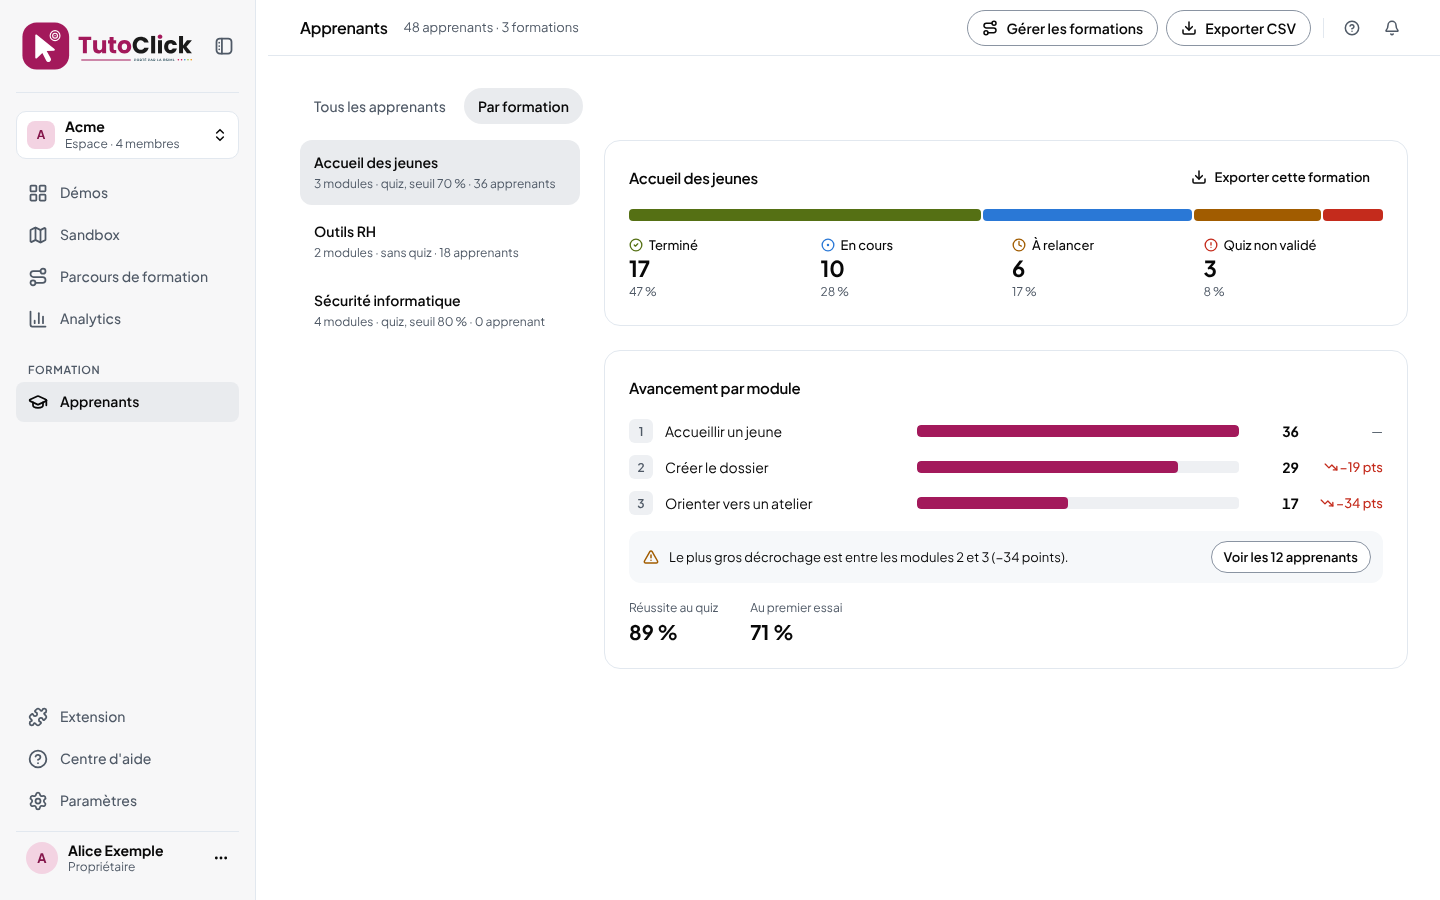 TutoClick
Apprenants
48 apprenants · 3 formations
Gérer les formations
Exporter CSV
A
Acme
Espace · 4 membres
Démos
Sandbox
Parcours de formation
Analytics
FORMATION
Apprenants
Extension
Centre d'aide
Paramètres
A
Alice Exemple
Propriétaire
Tous les apprenants
Par formation
Accueil des jeunes
3 modules · quiz, seuil 70 % · 36 apprenants
Outils RH
2 modules · sans quiz · 18 apprenants
Sécurité informatique
4 modules · quiz, seuil 80 % · 0 apprenant
Accueil des jeunes
Exporter cette formation
Terminé
17
47 %
En cours
10
28 %
À relancer
6
17 %
Quiz non validé
3
8 %
Avancement par module
1 Accueillir un jeune 36 —
2 Créer le dossier 29 −19 pts
3 Orienter vers un atelier 17 −34 pts
Le plus gros décrochage est entre les modules 2 et 3 (−34 points).
Voir les 12 apprenants
Réussite au quiz
89 %
Au premier essai
71 %